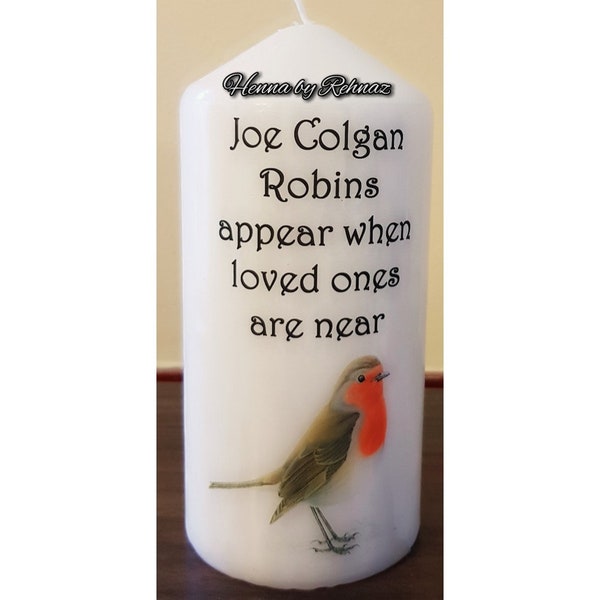 Henna by Rehnaz
Joe Colgan
Robins
appear when
loved ones
are near